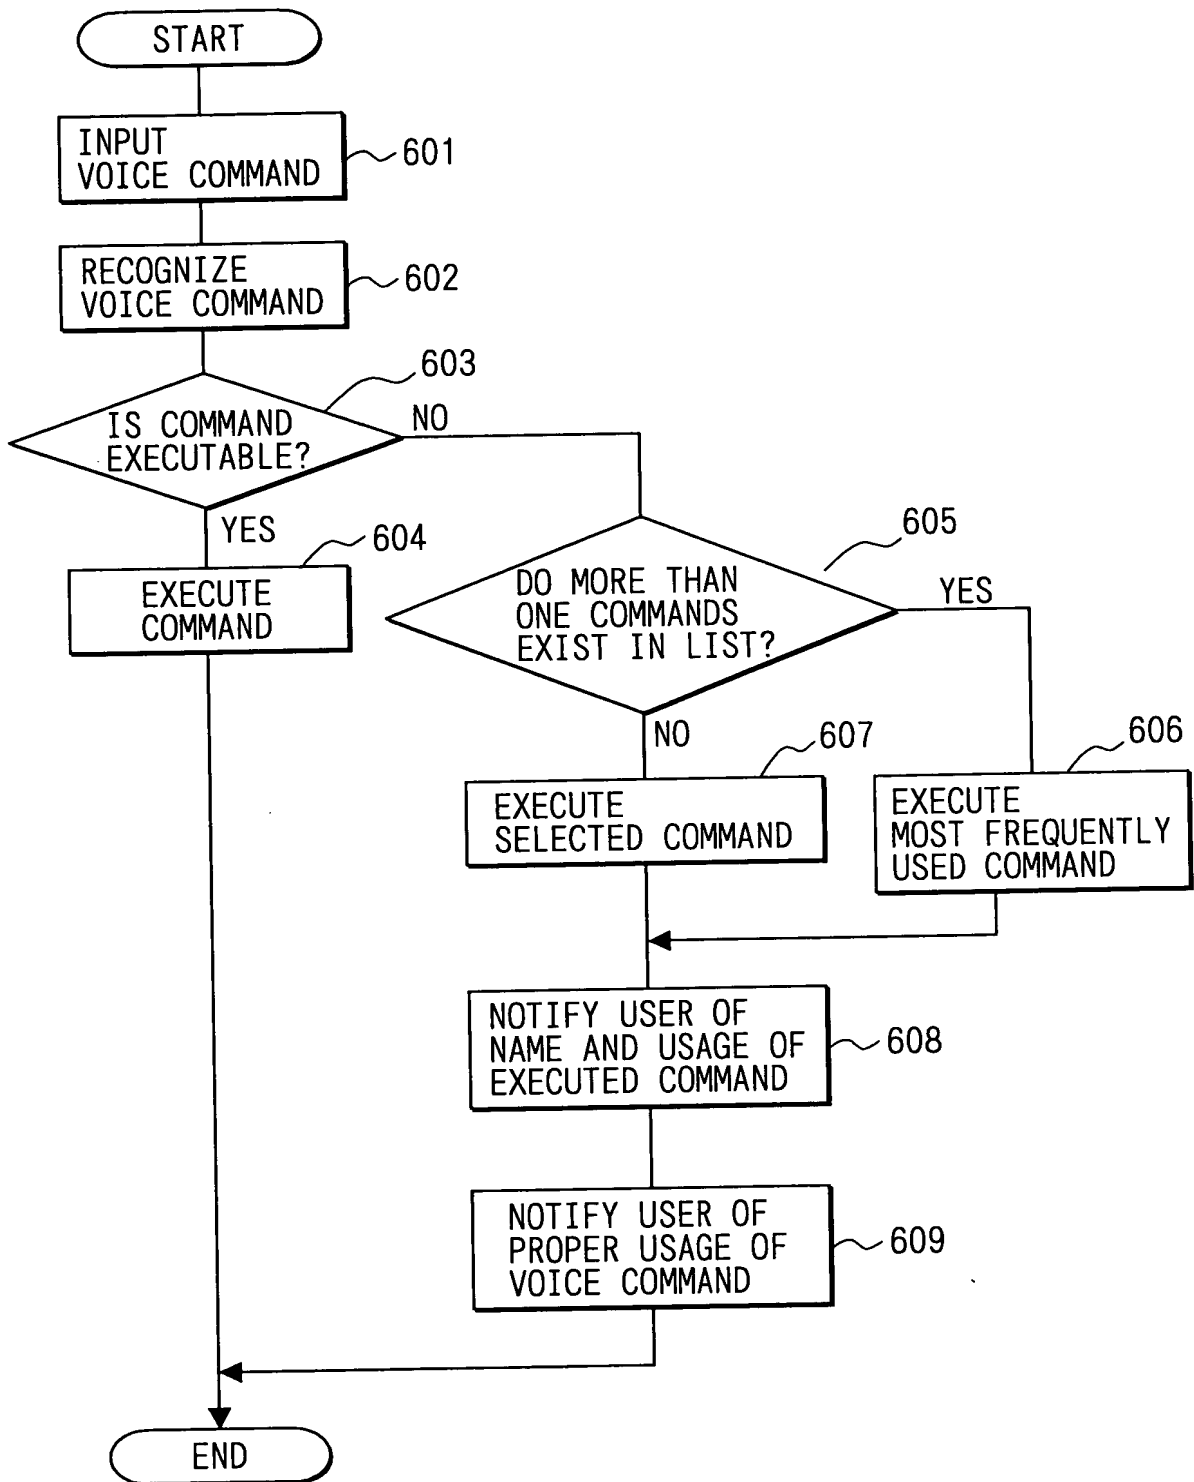 START
INPUT
VOICE COMMAND
601
RECOGNIZE
VOICE COMMAND
602
603
IS COMMAND
EXECUTABLE?
NO
YES
604
EXECUTE
COMMAND
605
DO MORE THAN
ONE COMMANDS
EXIST IN LIST?
YES
NO
607
606
EXECUTE
SELECTED COMMAND
EXECUTE
MOST FREQUENTLY
USED COMMAND
NOTIFY USER OF
NAME AND USAGE OF
EXECUTED COMMAND
608
NOTIFY USER OF
PROPER USAGE OF
VOICE COMMAND
609
END